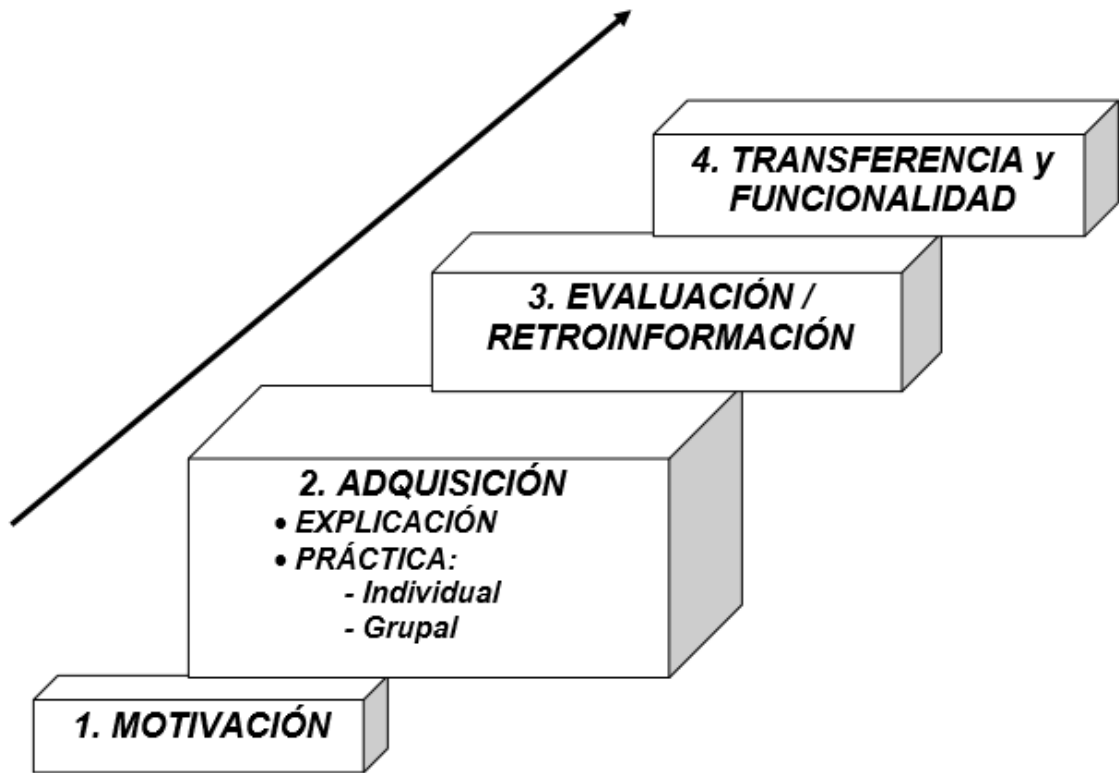 4. TRANSFERENCIA y
FUNCIONALIDAD
3. EVALUACIÓN /
RETROINFORMACIÓN
2. ADQUISICIÓN
• EXPLICACIÓN
• PRÁCTICA:
- Individual
- Grupal
1. MOTIVACIÓN